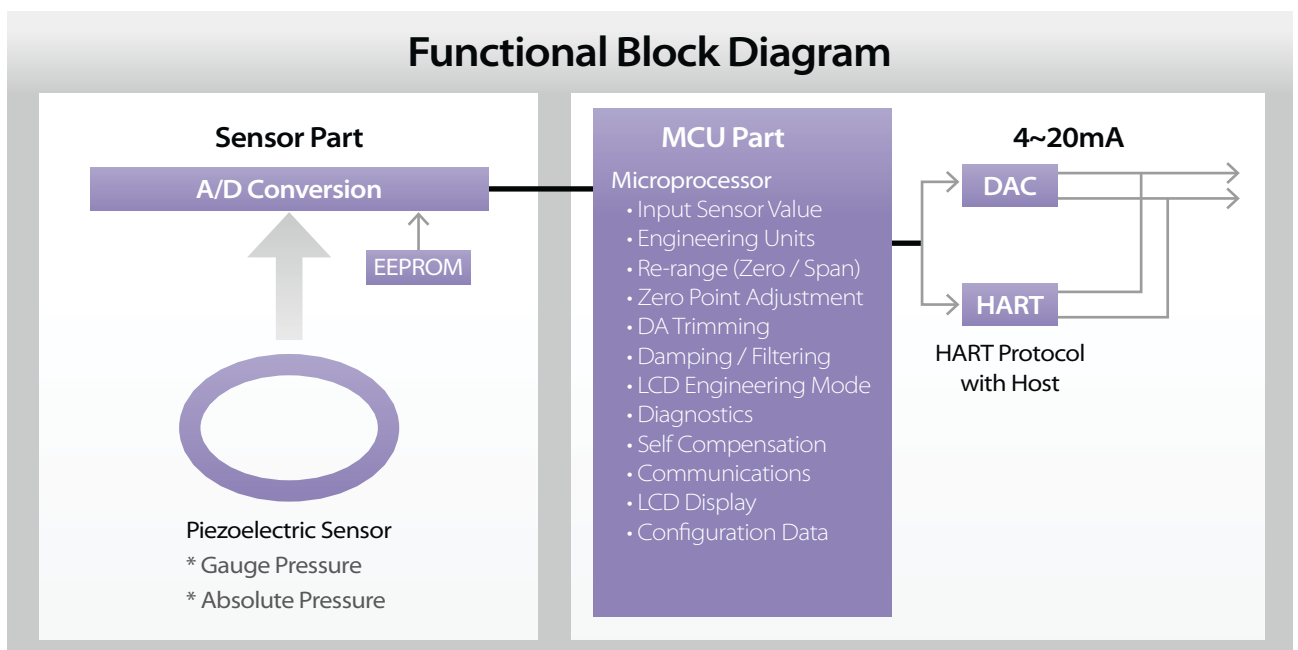 Functional Block Diagram
Sensor Part
A/D Conversion
EEPROM
Piezoelectric Sensor
* Gauge Pressure
* Absolute Pressure
MCU Part
Microprocessor
• Input Sensor Value
• Engineering Units
• Re-range (Zero / Span)
• Zero Point Adjustment
• DA Trimming
• Damping / Filtering
• LCD Engineering Mode
• Diagnostics
• Self Compensation
• Communications
• LCD Display
• Configuration Data
4~20mA
DAC
HART
HART Protocol
with Host